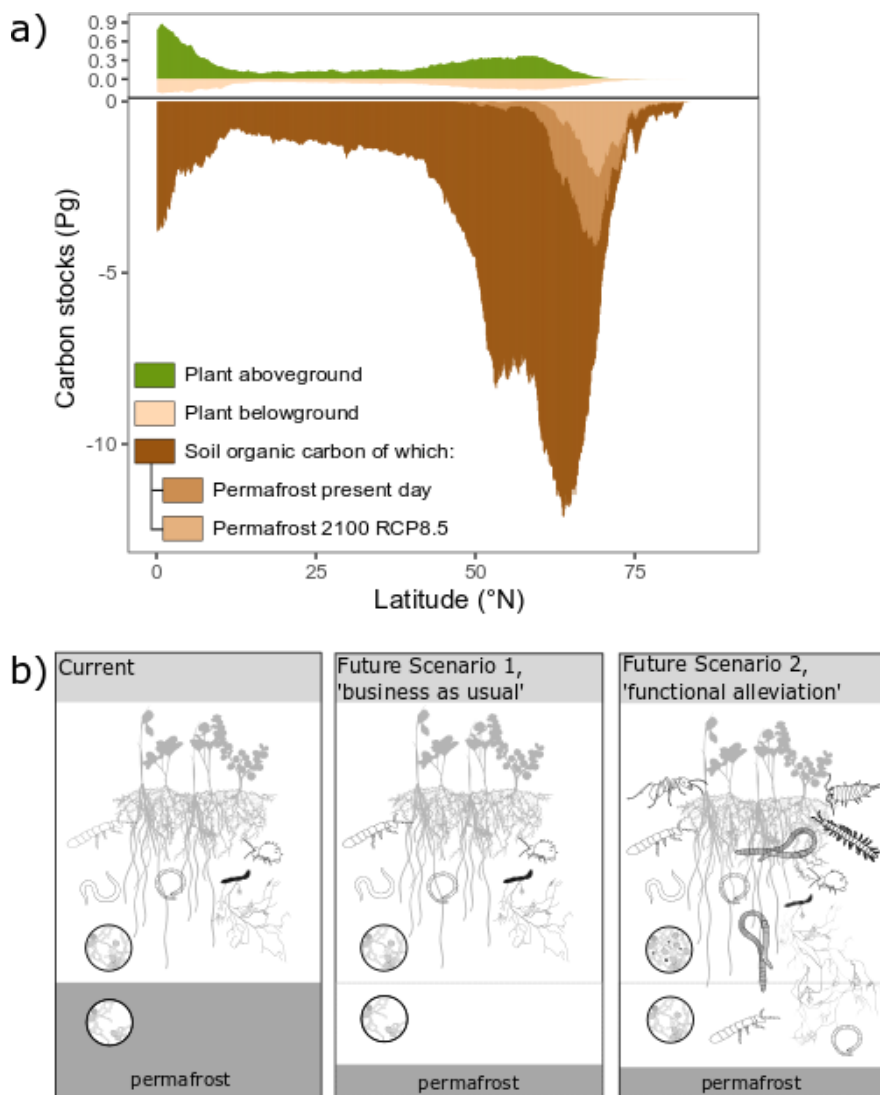 a)
0.9
0.6
0.3
0.0
0
-5
-10
Carbon stocks (Pg)
Plant aboveground
Plant belowground
Soil organic carbon of which:
Permafrost present day
Permafrost 2100 RCP8.5
0 25 50 75
Latitude (°N)
b)
Current
permafrost
Future Scenario 1,
'business as usual'
permafrost
Future Scenario 2,
'functional alleviation'
permafrost